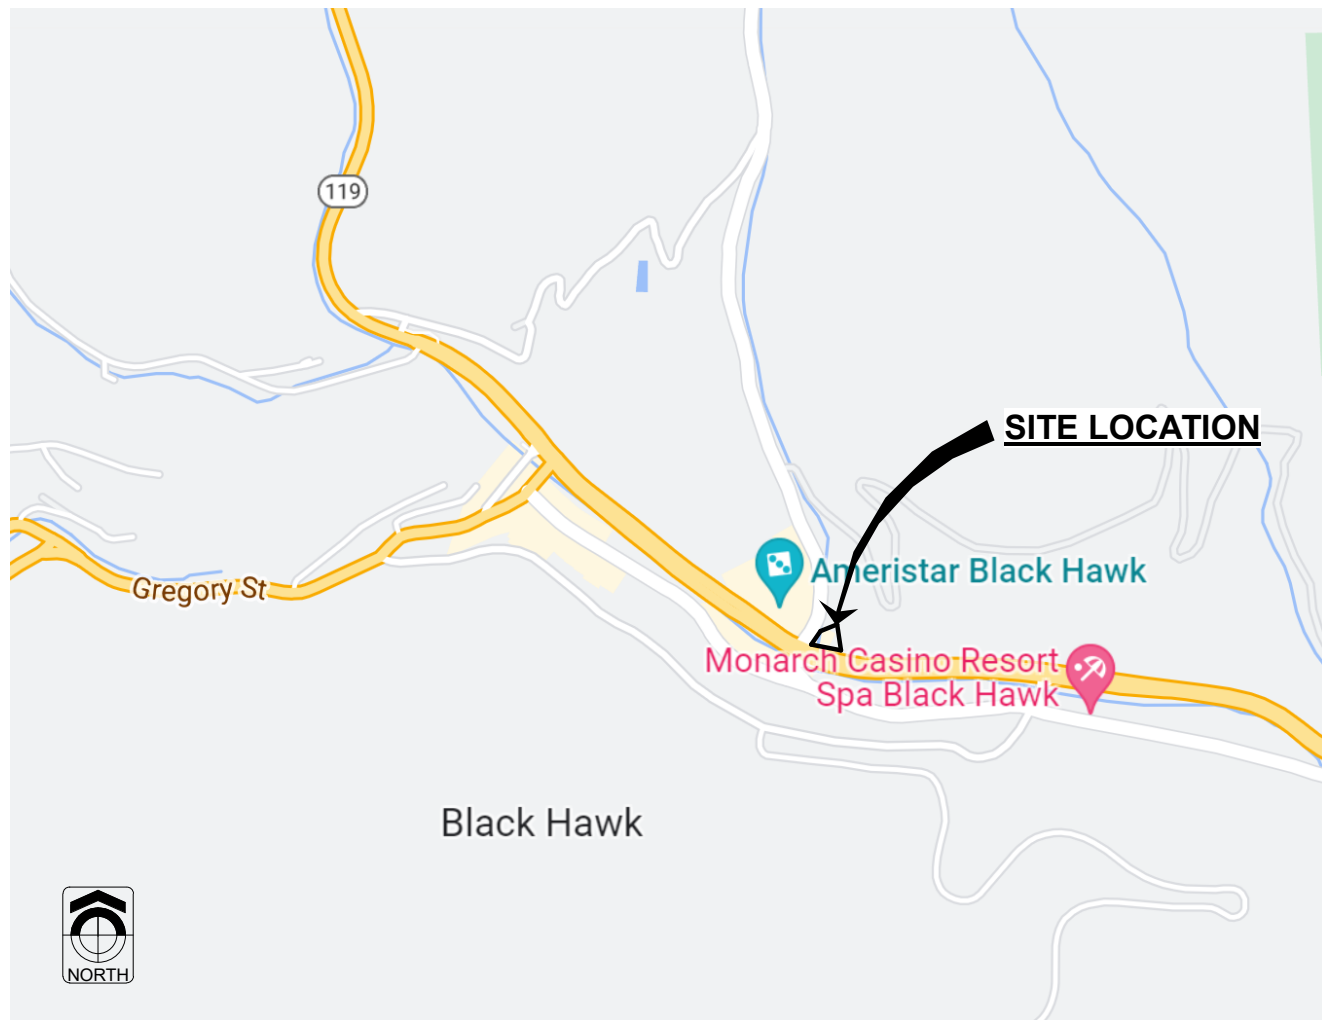 119
SITE LOCATION
Ameristar Black Hawk
Gregory St
Monarch Casino Resort
Spa Black Hawk
Black Hawk
NORTH